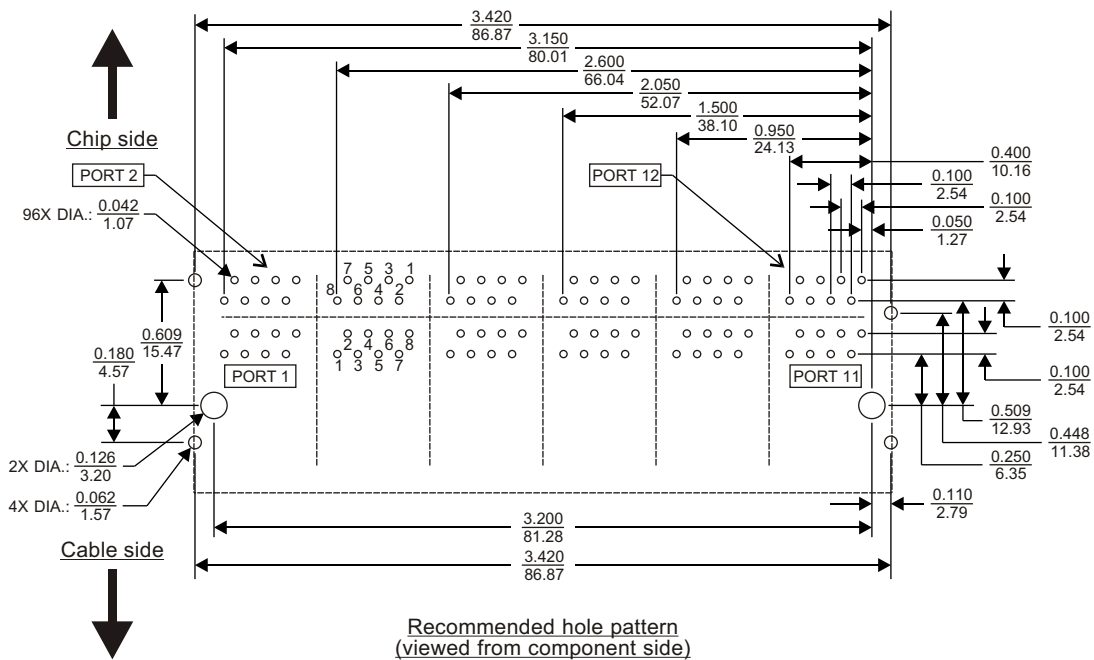 3.420
86.87
3.150
80.01
2.600
66.04
2.050
52.07
1.500
38.10
0.950
24.13
0.400
10.16
0.100
2.54
0.100
2.54
0.050
1.27
Chip side
PORT 2
PORT 12
96X DIA.: 0.042
1.07
7 5 3 1
8 6 4 2
2 4 6 8
1 3 5 7
0.609
15.47
0.180
4.57
0.100
2.54
0.100
2.54
PORT 1
PORT 11
0.509
12.93
0.448
11.38
0.250
6.35
2X DIA.: 0.126
3.20
4X DIA.: 0.062
1.57
0.110
2.79
3.200
81.28
Cable side
3.420
86.87
Recommended hole pattern
(viewed from component side)